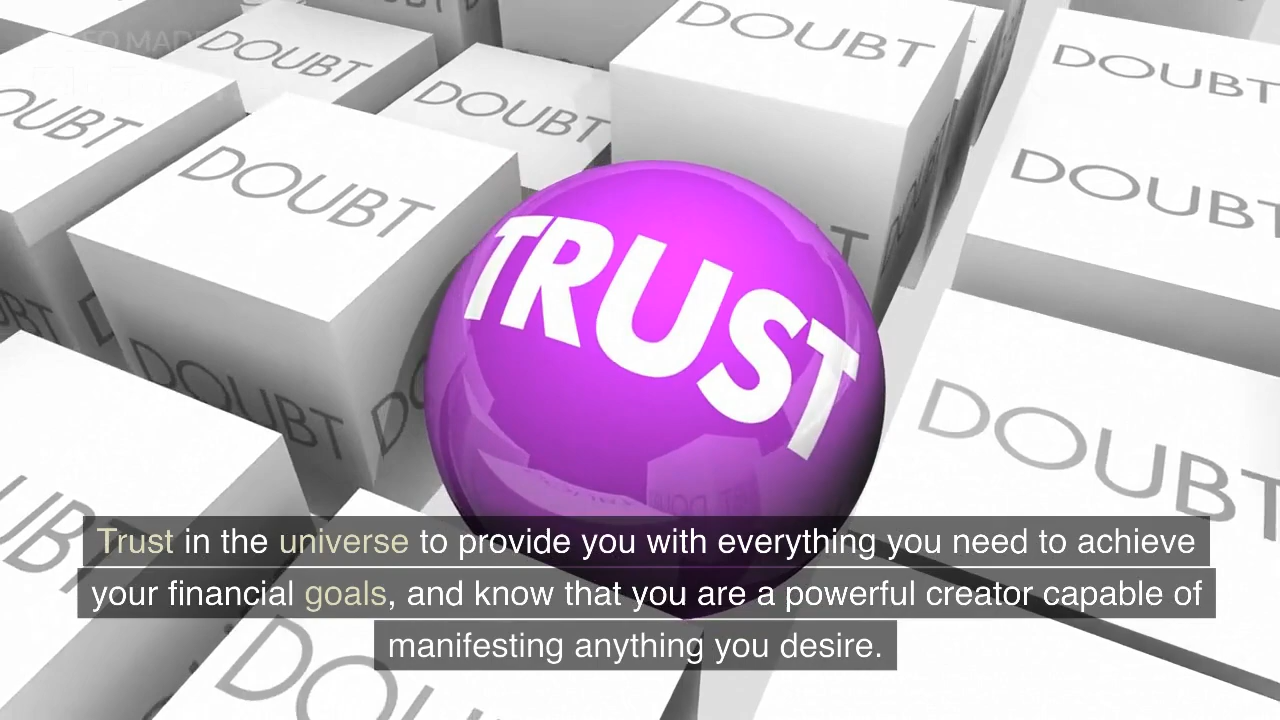 DOUBT
DOUBT
DOUBT
DOUBT
DOUBT
DOUBT
DOUBT
TRUST
DOUBT
DOUBT
Trust in the universe to provide you with everything you need to achieve
your financial goals, and know that you are a powerful creator capable of
manifesting anything you desire.